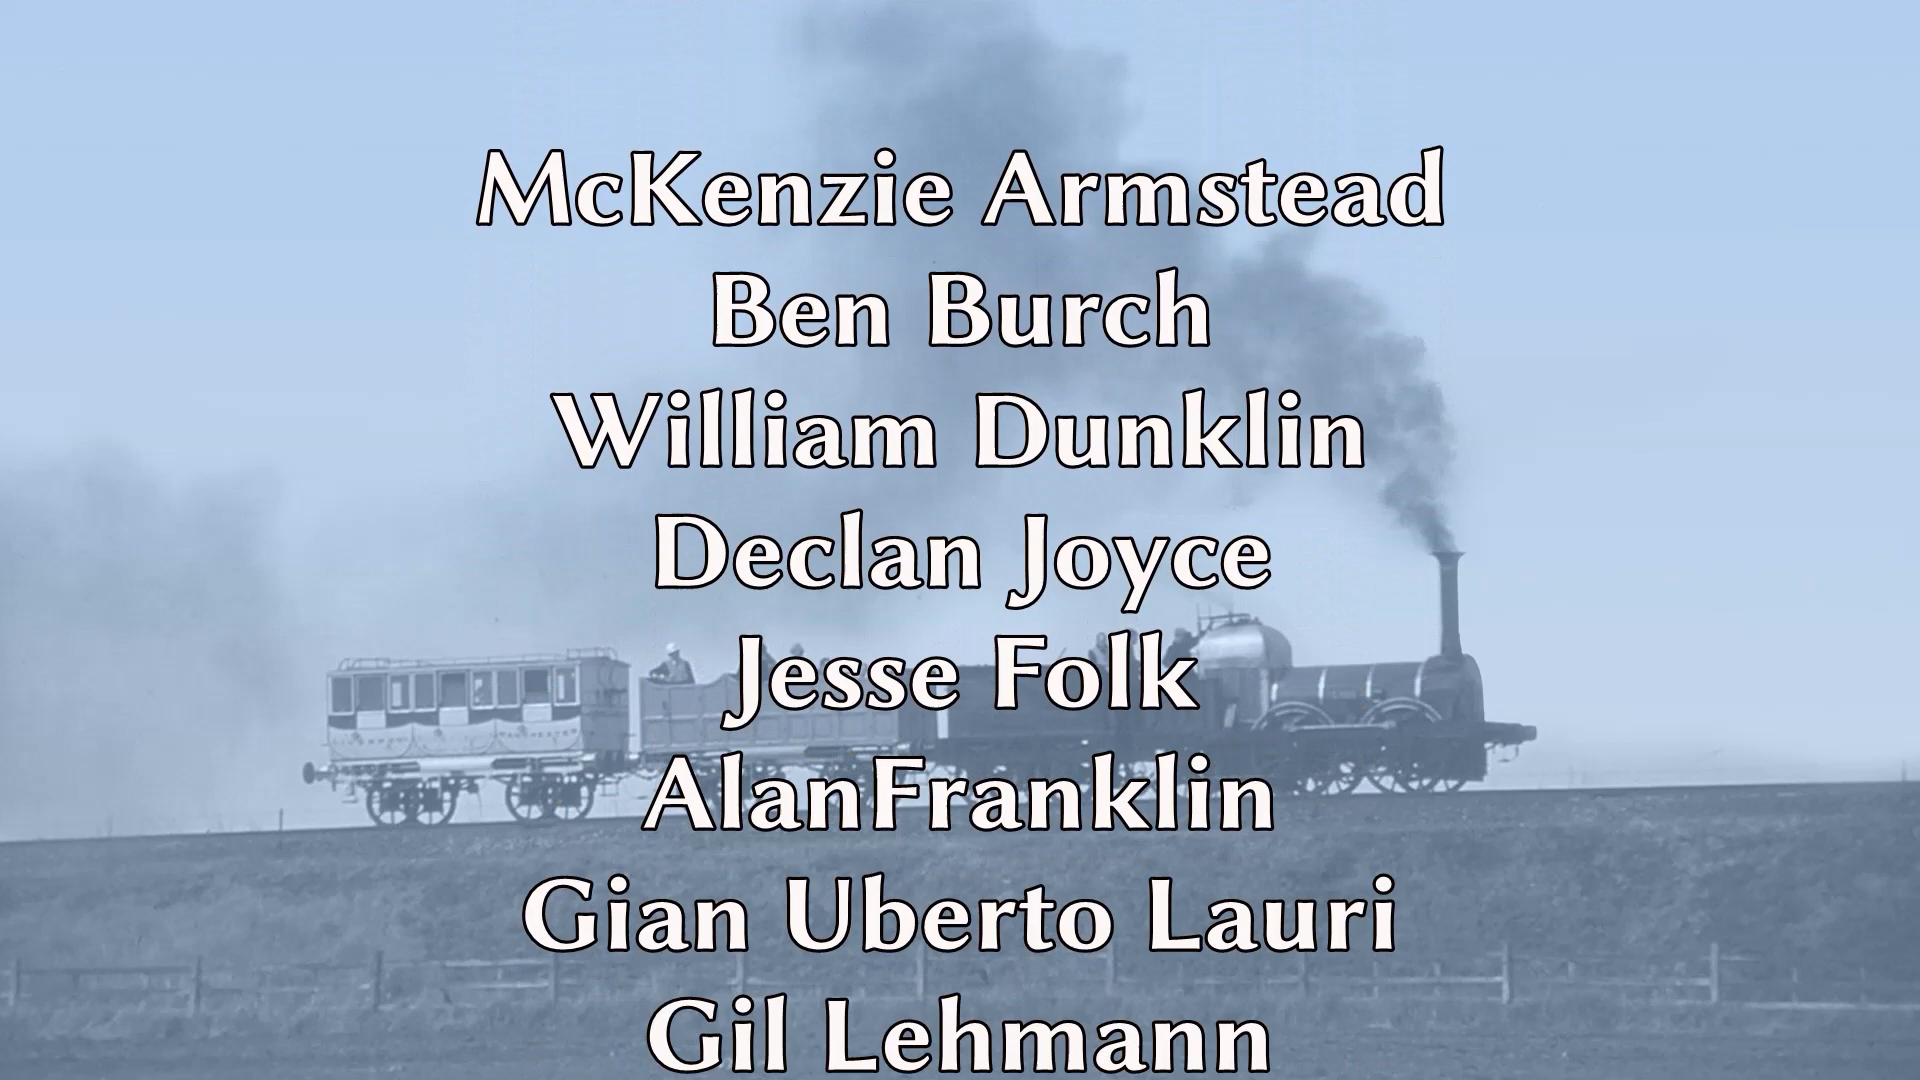 McKenzie Armstead
Ben Burch
William Dunklin
Declan Joyce
Jesse Folk
AlanFranklin
Gian Uberto Lauri
Gil Lehmann